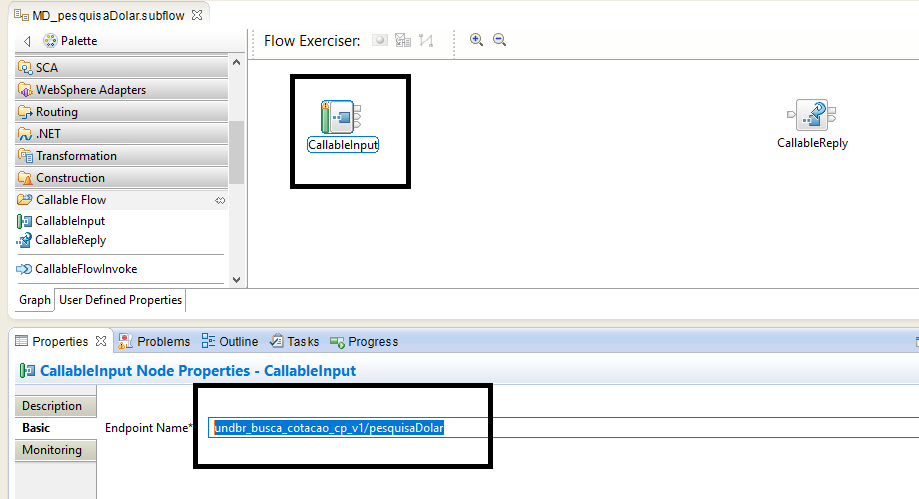 MD_pesquisaDolar.subflow
Palette
Flow Exerciser:
SCA
WebSphere Adapters
Routing
.NET
Transformation
Construction
Callable Flow
CallableInput
CallableReply
CallableFlowInvoke
CallableInput
CallableReply
Graph
User Defined Properties
Properties
Problems
Outline
Tasks
Progress
CallableInput Node Properties - CallableInput
Description
Basic
Monitoring
Endpoint Name*
undbr_busca_cotacao_cp_v1/pesquisaDolar